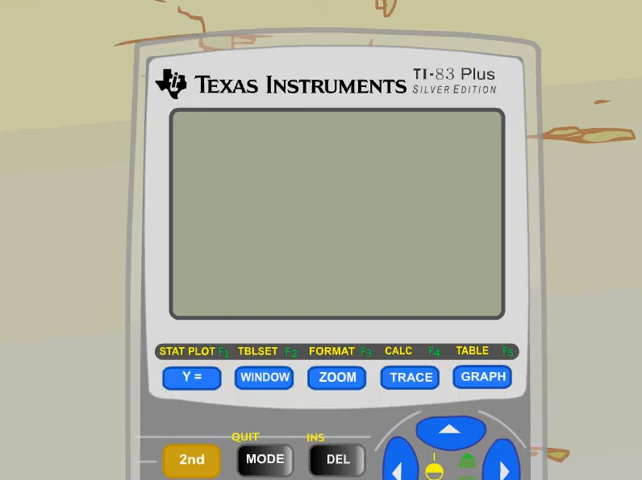 TEXAS INSTRUMENTS TI-83 Plus
SILVER EDITION
STAT PLOT F1 TBLSET F2 FORMAT F3 CALC F4 TABLE F5
Y = WINDOW ZOOM TRACE GRAPH
QUIT INS
2nd MODE DEL